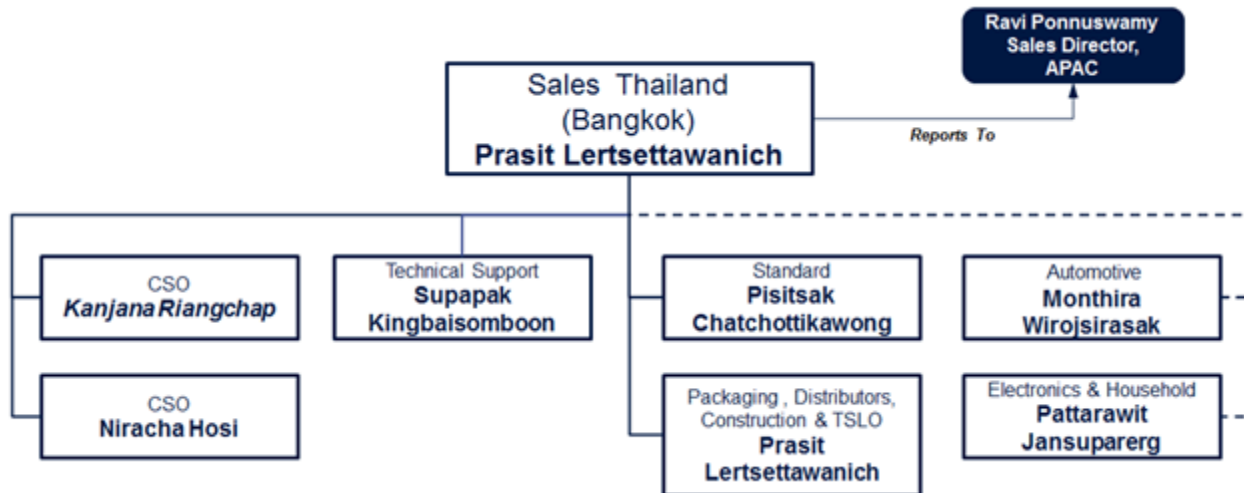 Ravi Ponnuswamy
Sales Director,
APAC
Sales Thailand
(Bangkok)
Prasit Lertsettawanich
Reports To
CSO
Kanjana Riangchap
Technical Support
Supapak
Kingbaisomboon
Standard
Pisitsak
Chatchottikawong
Automotive
Monthira
Wirojsirasak
CSO
Niracha Hosi
Packaging , Distributors,
Construction & TSLO
Prasit
Lertsettawanich
Electronics & Household
Pattarawit
Jansuparerg